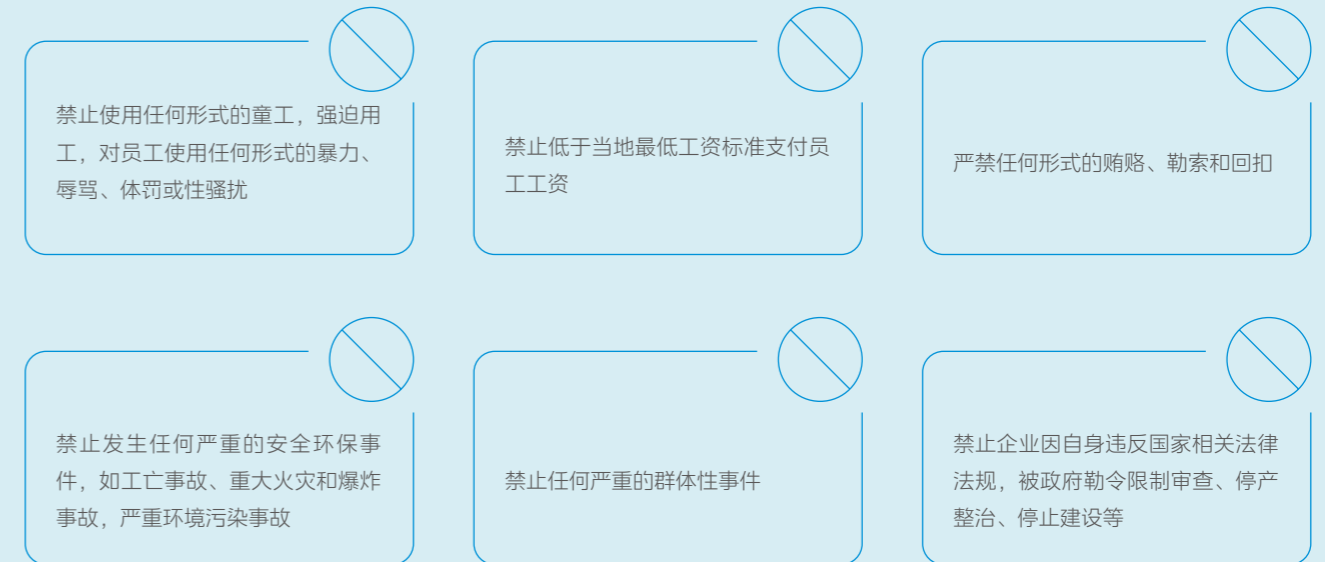 禁止使用任何形式的童工，强迫用
工，对员工使用任何形式的暴力、
辱骂、体罚或性骚扰
禁止低于当地最低工资标准支付员
工工资
严禁任何形式的贿赂、勒索和回扣
禁止发生任何严重的安全环保事
件，如工亡事故、重大火灾和爆炸
事故，严重环境污染事故
禁止任何严重的群体性事件
禁止企业因自身违反国家相关法律
法规，被政府勒令限制审查、停产
整治、停止建设等